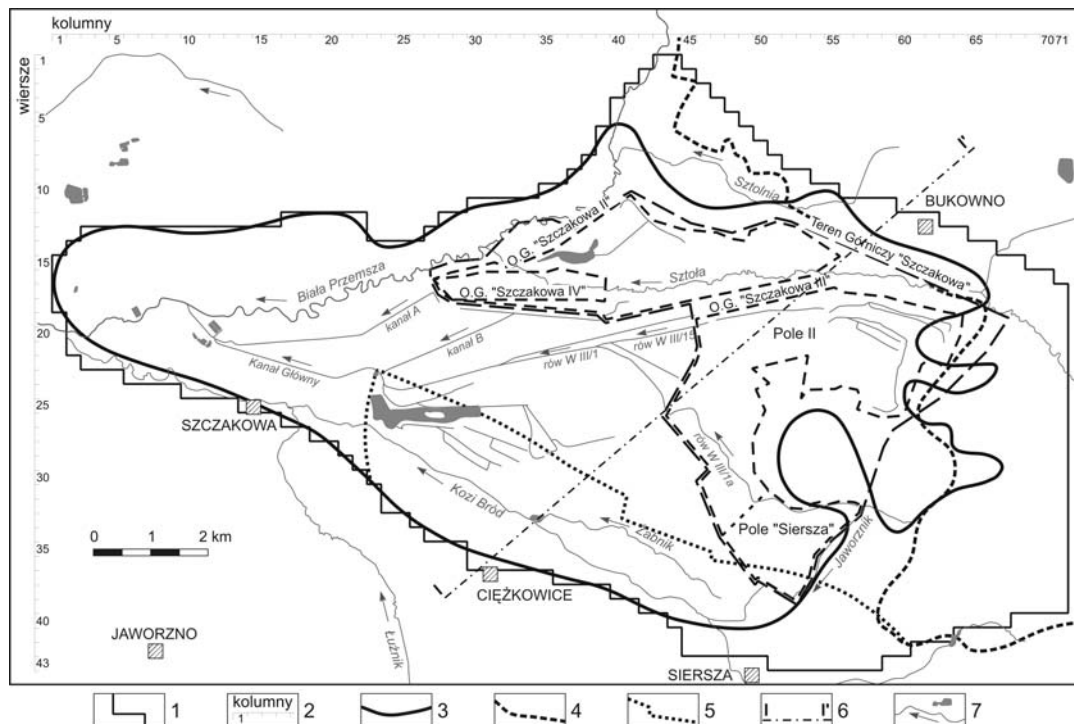 kolumny
1 5 10 15 20 25 30 35 40 45 50 55 60 65 70 71
wiersze
1
5
10
15
20
25
30
35
40
43
I'
Sztolnia
BUKOWNO
O.G. "Szczakowa II"
Teren Górniczy "Szczakowa"
Biała Przemsza
Sztoła
O.G. "Szczakowa IV"
O.G. "Szczakowa III"
kanał A
kanał B
rów W III/1
rów W III/15
Pole II
Kanał Główny
SZCZAKOWA
rów W III/1a
Kozi Bród
0 1 2 km
Żabnik
Pole "Siersza"
Jaworznik
I
CIĘŻKOWICE
JAWORZNO
Łużnik
SIERSZA
1
kolumny
1
2
3
4
5
I I' 6
7